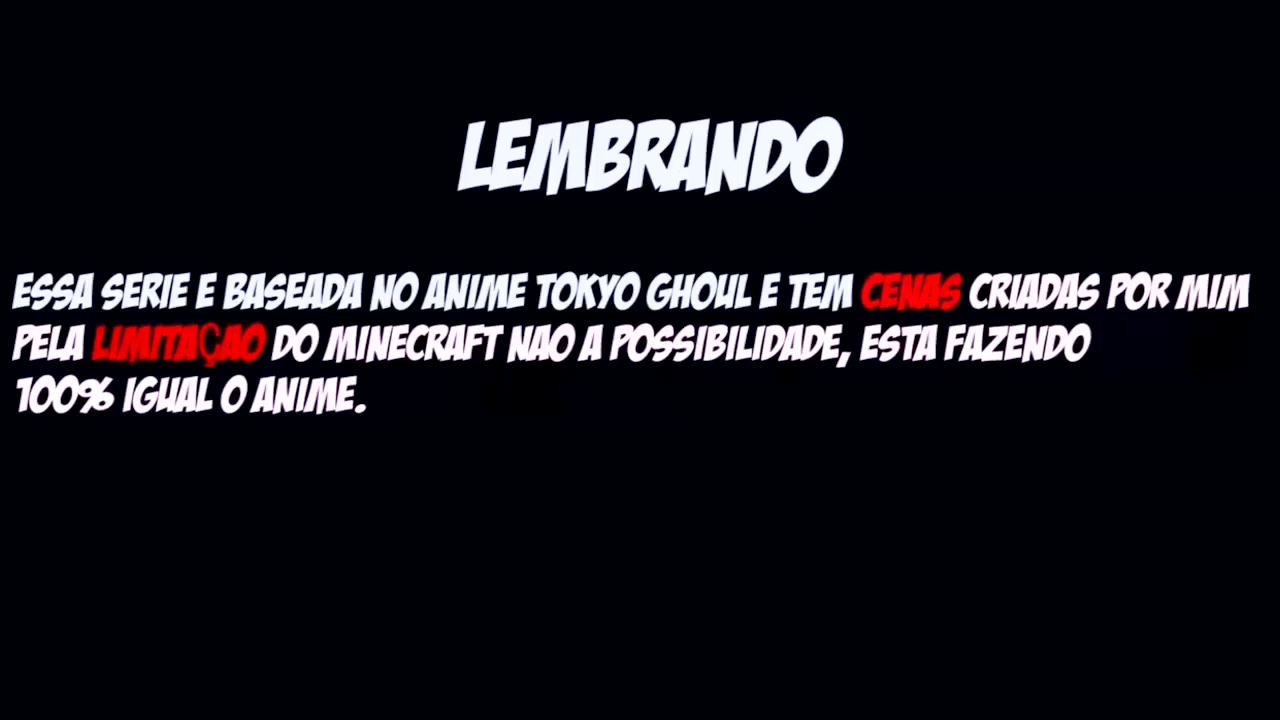 LEMBRANDO
ESSA SERIE E BASEADA NO ANIME TOKYO GHOUL E TEM CENAS CRIADAS POR MIM
PELA LIMITAÇAO DO MINECRAFT NAO A POSSIBILIDADE, ESTA FAZENDO
100% IGUAL O ANIME.